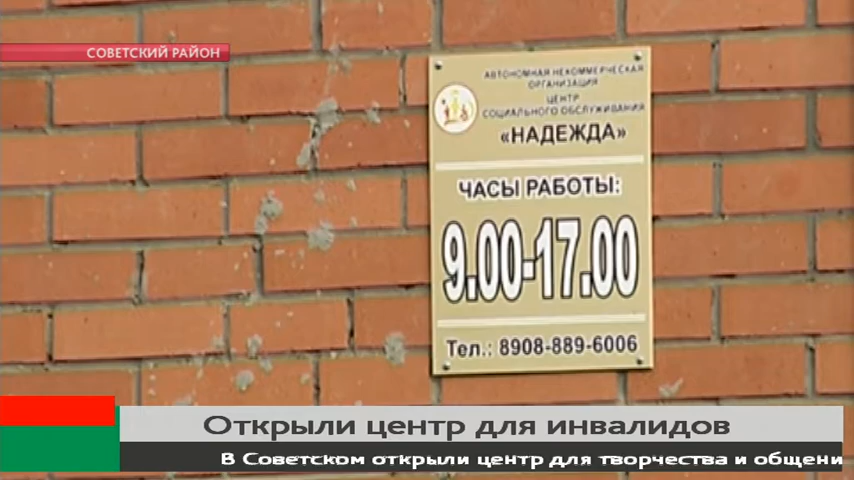 СОВЕТСКИЙ РАЙОН
АВТОНОМНАЯ НЕКОММЕРЧЕСКАЯ
ОРГАНИЗАЦИЯ
ЦЕНТР
СОЦИАЛЬНОГО ОБСЛУЖИВАНИЯ
«НАДЕЖДА»
ЧАСЫ РАБОТЫ:
9.00-17.00
Тел.: 8908-889-6006
Открыли центр для инвалидов
В Советском открыли центр для творчества и общени